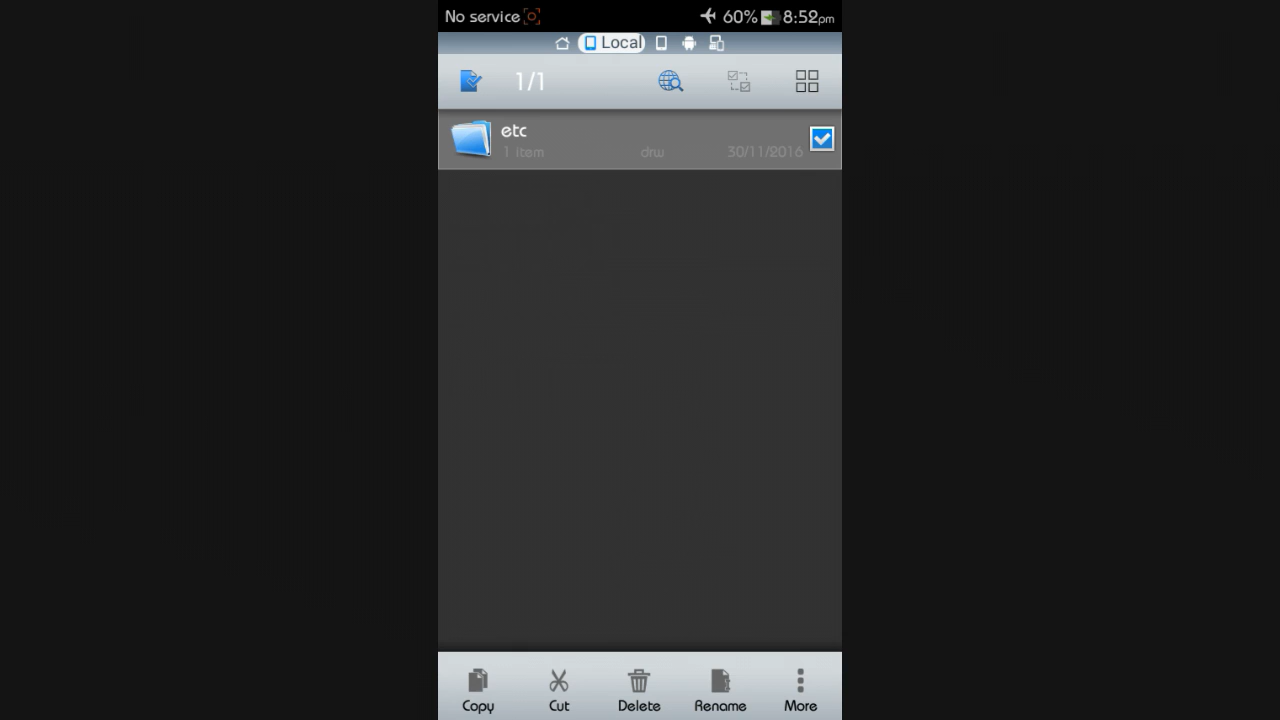 No service 60% 8:52pm
Local
1/1
etc
1 item drw 30/11/2016
Copy Cut Delete Rename More